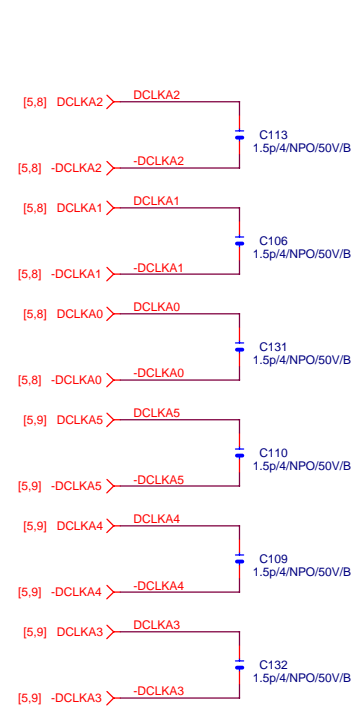 [5,8] DCLKA2 DCLKA2
C113
1.5p/4/NPO/50V/B
[5,8] -DCLKA2 -DCLKA2
[5,8] DCLKA1 DCLKA1
C106
1.5p/4/NPO/50V/B
[5,8] -DCLKA1 -DCLKA1
[5,8] DCLKA0 DCLKA0
C131
1.5p/4/NPO/50V/B
[5,8] -DCLKA0 -DCLKA0
[5,9] DCLKA5 DCLKA5
C110
1.5p/4/NPO/50V/B
[5,9] -DCLKA5 -DCLKA5
[5,9] DCLKA4 DCLKA4
C109
1.5p/4/NPO/50V/B
[5,9] -DCLKA4 -DCLKA4
[5,9] DCLKA3 DCLKA3
C132
1.5p/4/NPO/50V/B
[5,9] -DCLKA3 -DCLKA3